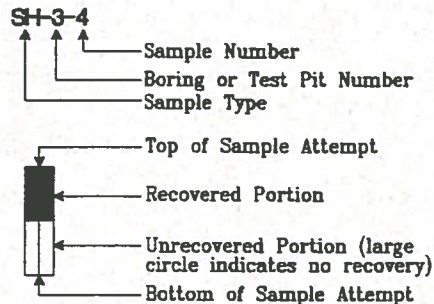 SH-3-4
Sample Number
Boring or Test Pit Number
Sample Type
Top of Sample Attempt
Recovered Portion
Unrecovered Portion (large
circle indicates no recovery)
Bottom of Sample Attempt